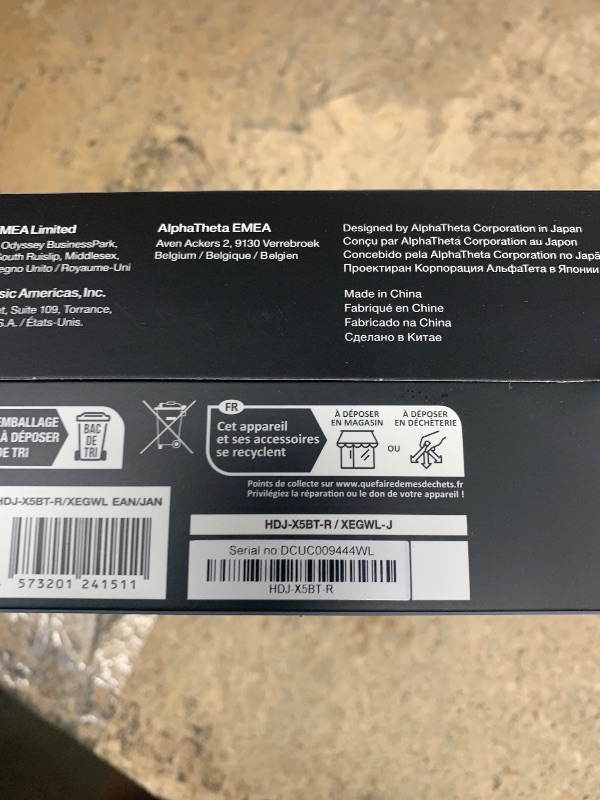 MEA Limited
Odyssey BusinessPark,
South Ruislip, Middlesex,
Regno Unito / Royaume-Uni
sic Americas, Inc.
Suite 109, Torrance,
S.A. / États-Unis.
AlphaTheta EMEA
Aven Ackers 2, 9130 Verrebroek
Belgium / Belgique / Belgien
Designed by AlphaTheta Corporation in Japan
Conçu par AlphaTheta Corporation au Japon
Concebido pela AlphaTheta Corporation no Japã
Проектиран Корпорация АльфаТета в Японии
Made in China
Fabriqué en Chine
Fabricado na China
Сделано в Китае
EMBALLAGE
À DÉPOSER
DE TRI
BAC
DE
TRI
FR
Cet appareil
et ses accessoires
se recyclent
À DÉPOSER
EN MAGASIN
OU
À DÉPOSER
EN DÉCHÈTERIE
Points de collecte sur www.quefairedemesdechets.fr
Privilégiez la réparation ou le don de votre appareil !
HDJ-X5BT-R/XEGWL EAN/JAN
573201 241511
HDJ-X5BT-R / XEGWL-J
Serial no DCUC009444WL
HDJ-X5BT-R